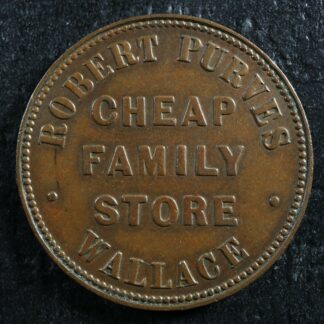 ROBERT PURVES
CHEAP
FAMILY
STORE
WALLACE